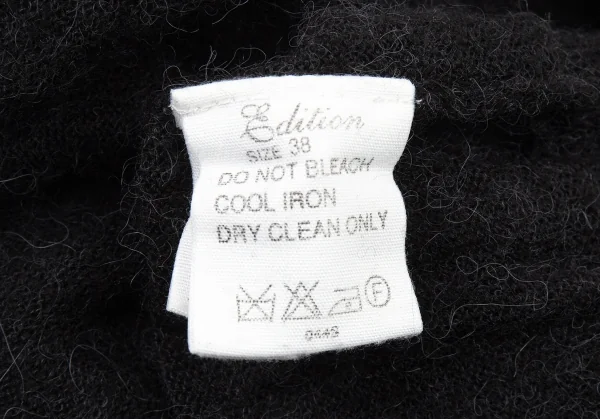 Edition
SIZE 38
DO NOT BLEACH
COOL IRON
DRY CLEAN ONLY
F